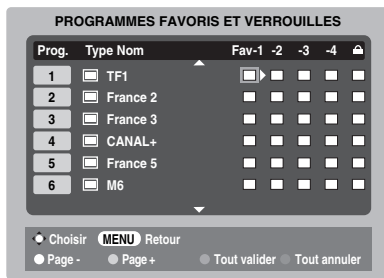 PROGRAMMES FAVORIS ET VERROUILLES
Prog. Type Nom Fav-1 -2 -3 -4
1 TF1
2 France 2
3 France 3
4 CANAL+
5 France 5
6 M6
Choisir MENU Retour
Page - Page + Tout valider Tout annuler